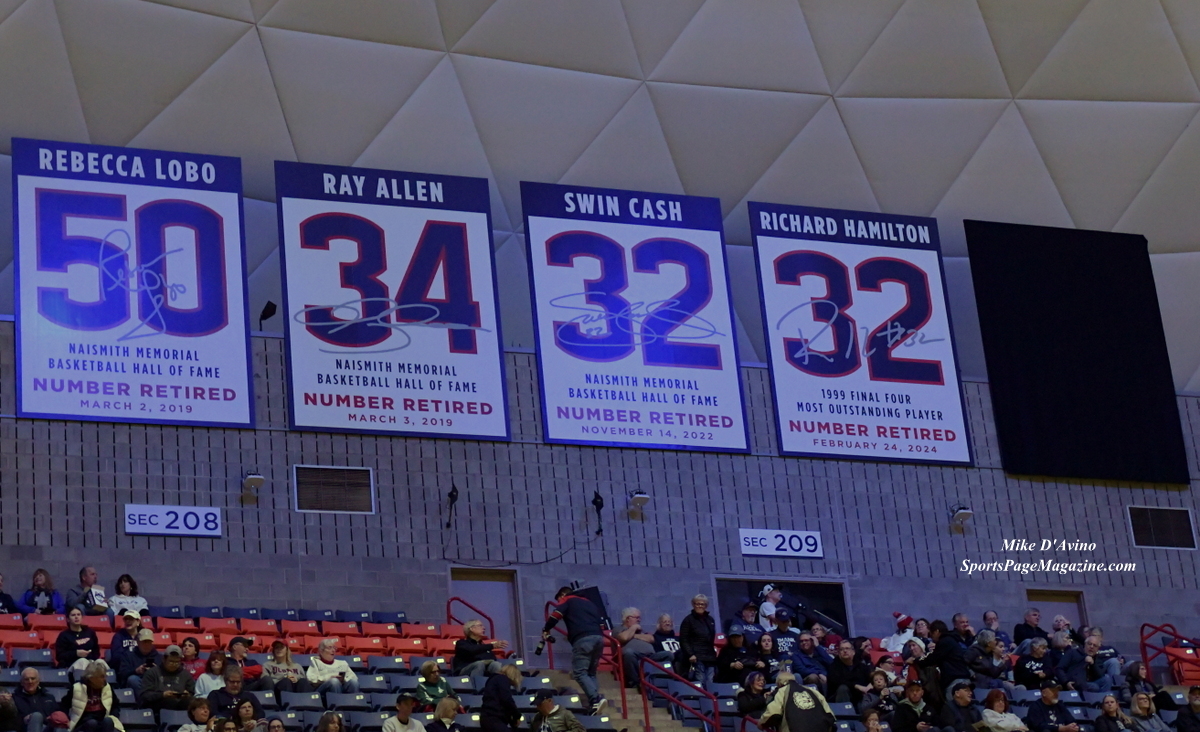 REBECCA LOBO
50
NAISMITH MEMORIAL
BASKETBALL HALL OF FAME
NUMBER RETIRED
MARCH 2, 2019
RAY ALLEN
34
NAISMITH MEMORIAL
BASKETBALL HALL OF FAME
NUMBER RETIRED
MARCH 3, 2019
SWIN CASH
32
NAISMITH MEMORIAL
BASKETBALL HALL OF FAME
NUMBER RETIRED
NOVEMBER 14, 2022
RICHARD HAMILTON
32
1999 FINAL FOUR
MOST OUTSTANDING PLAYER
NUMBER RETIRED
FEBRUARY 24, 2024
SEC 208
SEC 209
Mike D'Avino
SportsPageMagazine.com